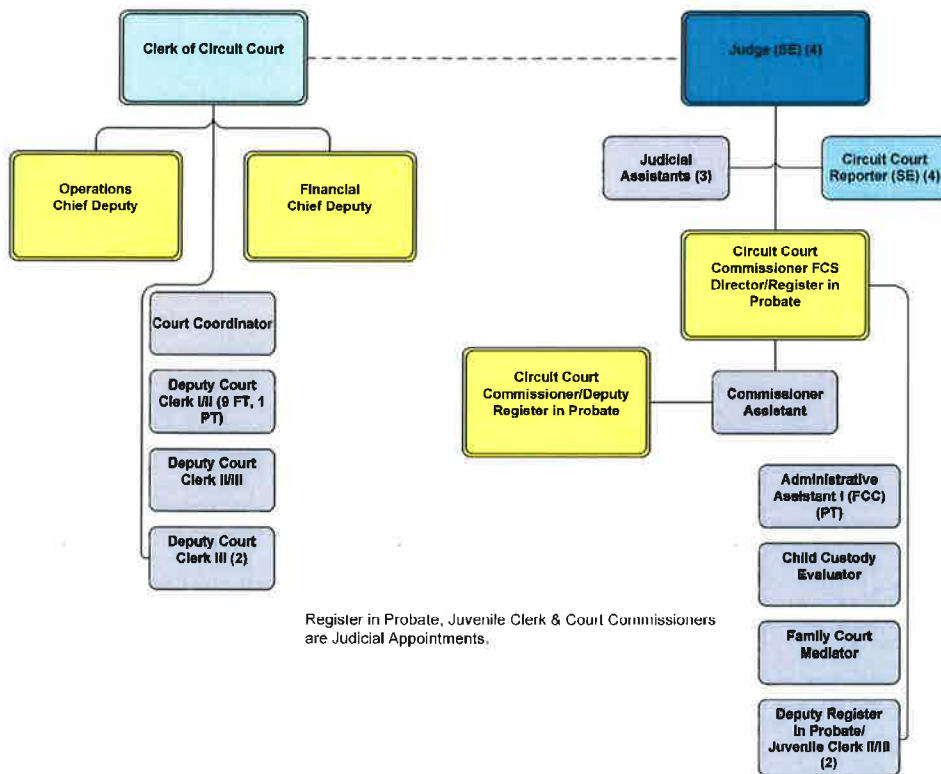 Clerk of Circuit Court
Judge (SE) (4)
Operations
Chief Deputy
Financial
Chief Deputy
Judicial
Assistants (3)
Circuit Court
Reporter (SE) (4)
Circuit Court
Commissioner FCS
Director/Register in
Probate
Court Coordinator
Deputy Court
Clerk I/II (9 FT, 1
PT)
Deputy Court
Clerk II/III
Deputy Court
Clerk III (2)
Circuit Court
Commissioner/Deputy
Register in Probate
Commissioner
Assistant
Administrative
Assistant I (FCC)
(PT)
Child Custody
Evaluator
Family Court
Mediator
Deputy Register
in Probate/
Juvenile Clerk II/III
(2)
Register in Probate, Juvenile Clerk & Court Commissioners
are Judicial Appointments.